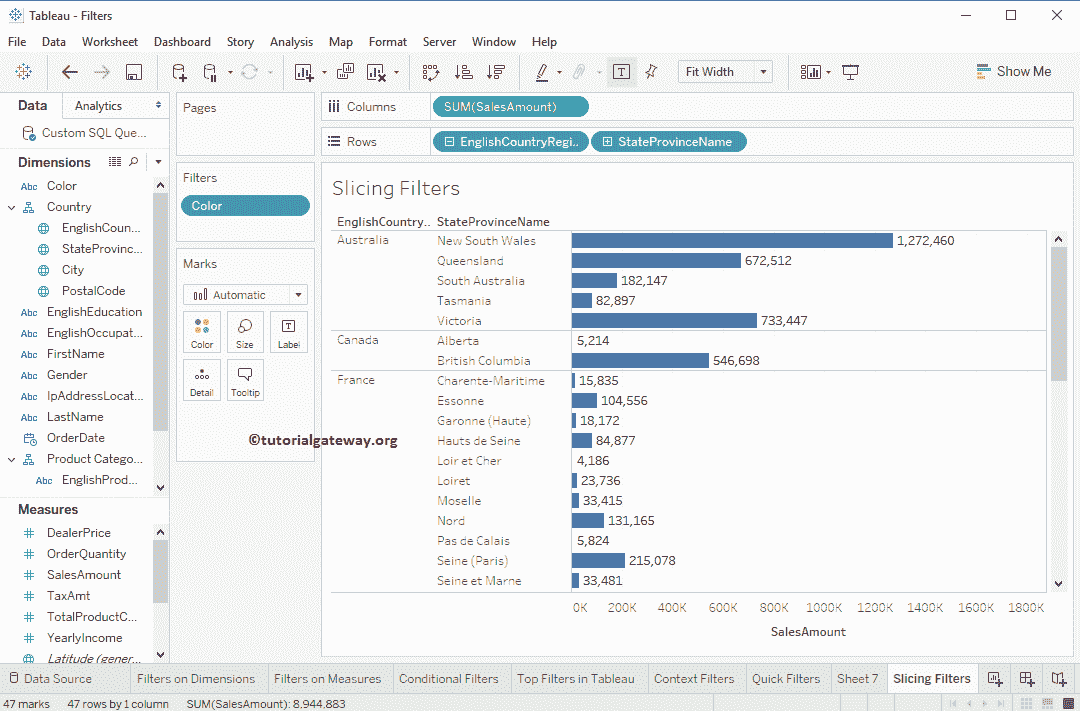 Tableau - Filters
File Data Worksheet Dashboard Story Analysis Map Format Server Window Help
Fit Width
Show Me
Data
Analytics
Custom SQL Que...
Dimensions
Abc Color
Country
EnglishCoun...
StateProvinc...
City
PostalCode
Abc EnglishEducation
Abc EnglishOccupat...
Abc FirstName
Abc Gender
Abc IpAddressLocat...
Abc LastName
OrderDate
Product Catego...
Abc EnglishProd...
Measures
DealerPrice
OrderQuantity
SalesAmount
TaxAmt
TotalProductC...
YearlyIncome
Latitude (gener...
Pages
Filters
Color
Marks
Automatic
Color
Size
Label
Detail
Tooltip
©tutorialgateway.org
Columns
SUM(SalesAmount)
Rows
EnglishCountryRegi..
StateProvinceName
Slicing Filters
EnglishCountry.. StateProvinceName
Australia New South Wales 1,272,460
Queensland 672,512
South Australia 182,147
Tasmania 82,897
Victoria 733,447
Canada Alberta 5,214
British Columbia 546,698
France Charente-Maritime 15,835
Essonne 104,556
Garonne (Haute) 18,172
Hauts de Seine 84,877
Loir et Cher 4,186
Loiret 23,736
Moselle 33,415
Nord 131,165
Pas de Calais 5,824
Seine (Paris) 215,078
Seine et Marne 33,481
0K 200K 400K 600K 800K 1000K 1200K 1400K 1600K 1800K
SalesAmount
Data Source
Filters on Dimensions
Filters on Measures
Conditional Filters
Top Filters in Tableau
Context Filters
Quick Filters
Sheet 7
Slicing Filters
47 marks 47 rows by 1 column SUM(SalesAmount): 8,944,883